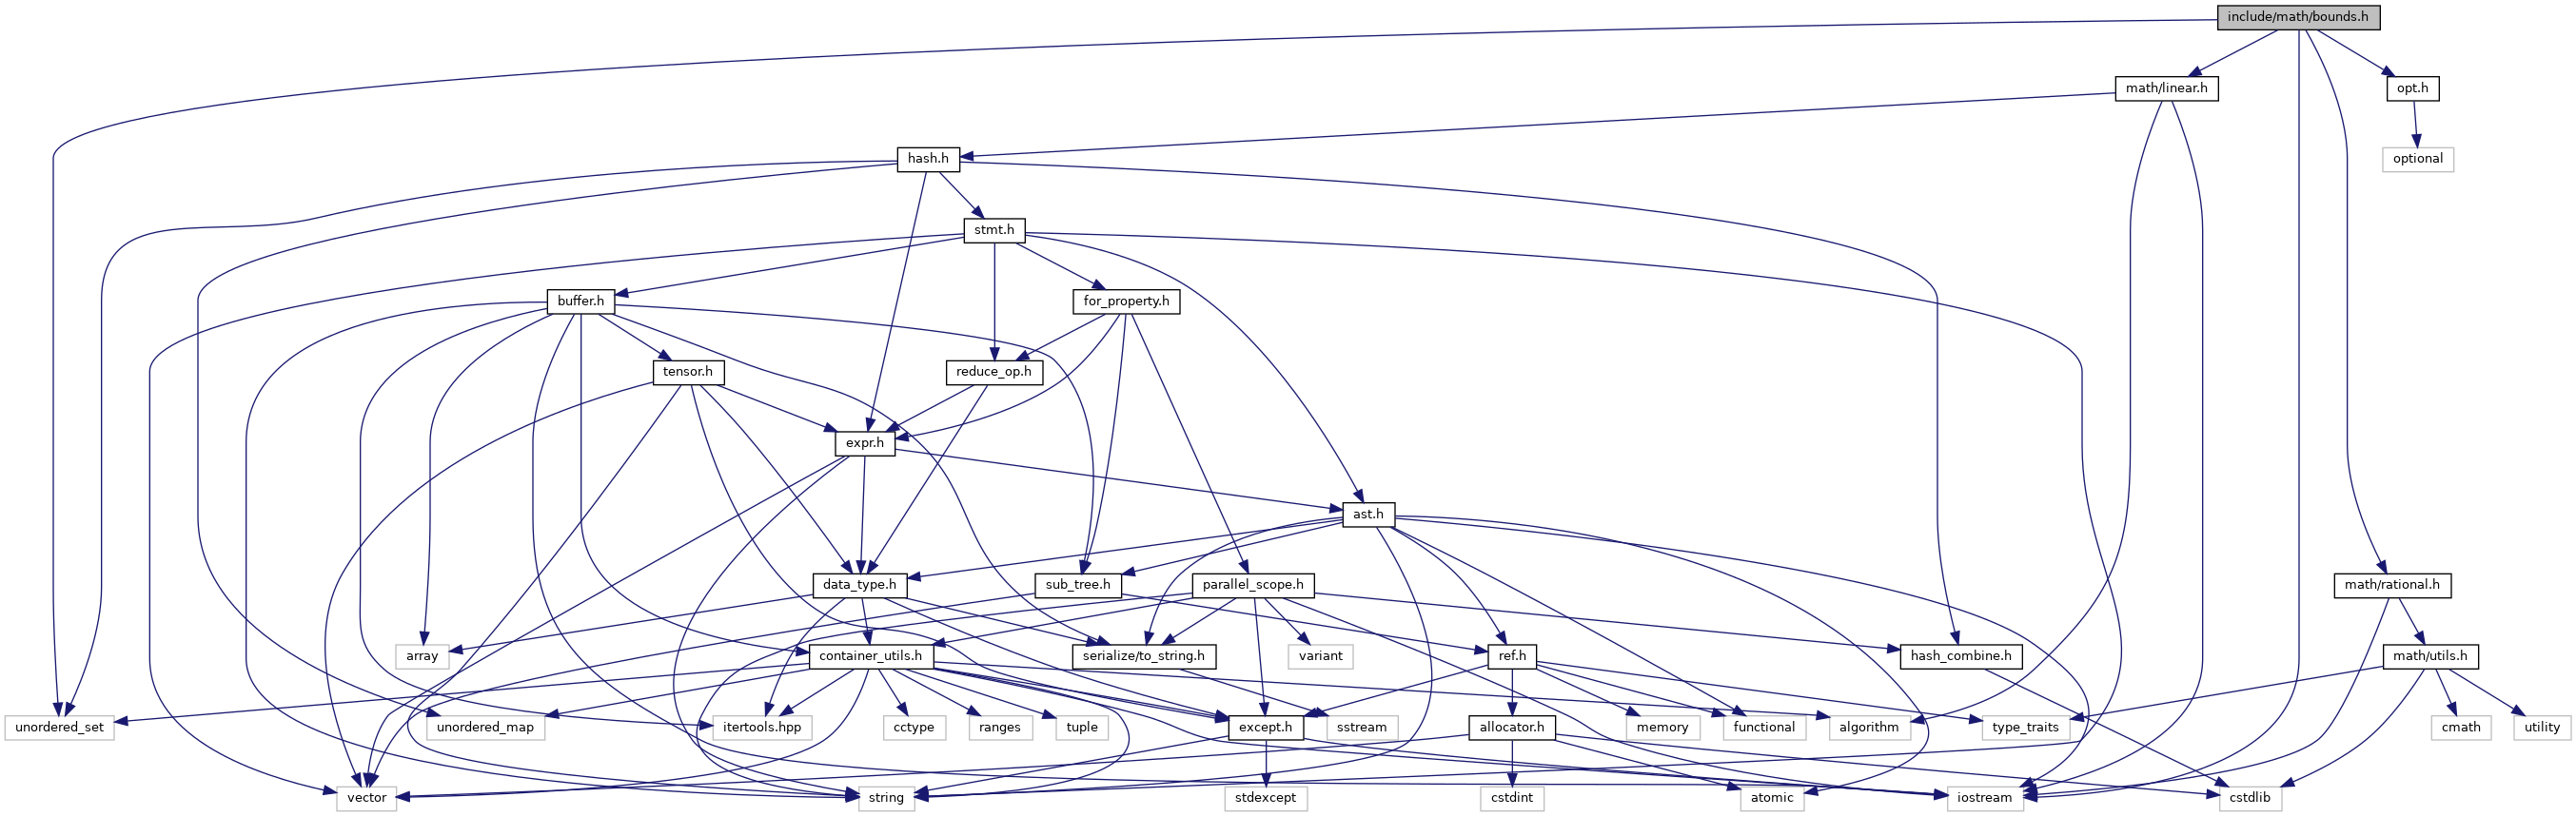 include/math/bounds.h
math/linear.h
opt.h
hash.h
optional
stmt.h
buffer.h
for_property.h
tensor.h
reduce_op.h
expr.h
ast.h
data_type.h
sub_tree.h
parallel_scope.h
math/rational.h
array
container_utils.h
serialize/to_string.h
variant
ref.h
hash_combine.h
math/utils.h
unordered_set
unordered_map
itertools.hpp
cctype
ranges
tuple
except.h
sstream
allocator.h
memory
functional
algorithm
type_traits
cmath
utility
vector
string
stdexcept
cstdint
atomic
iostream
cstdlib